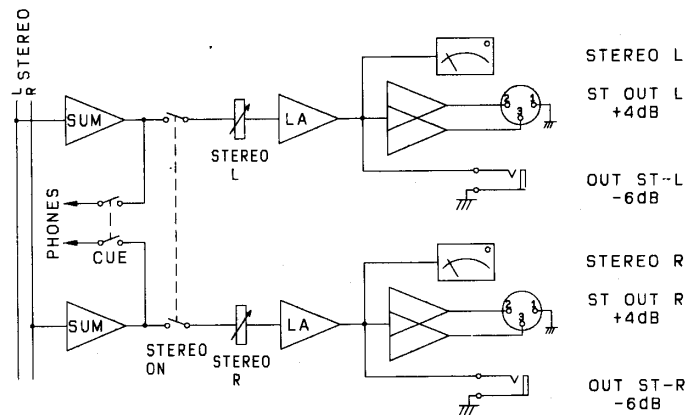 L
R STEREO
SUM
STEREO
L
LA
2
1
3
STEREO L
ST OUT L
+4dB
OUT ST-L
-6dB
PHONES
CUE
SUM
STEREO
ON
STEREO
R
LA
2
1
3
STEREO R
ST OUT R
+4dB
OUT ST-R
-6dB